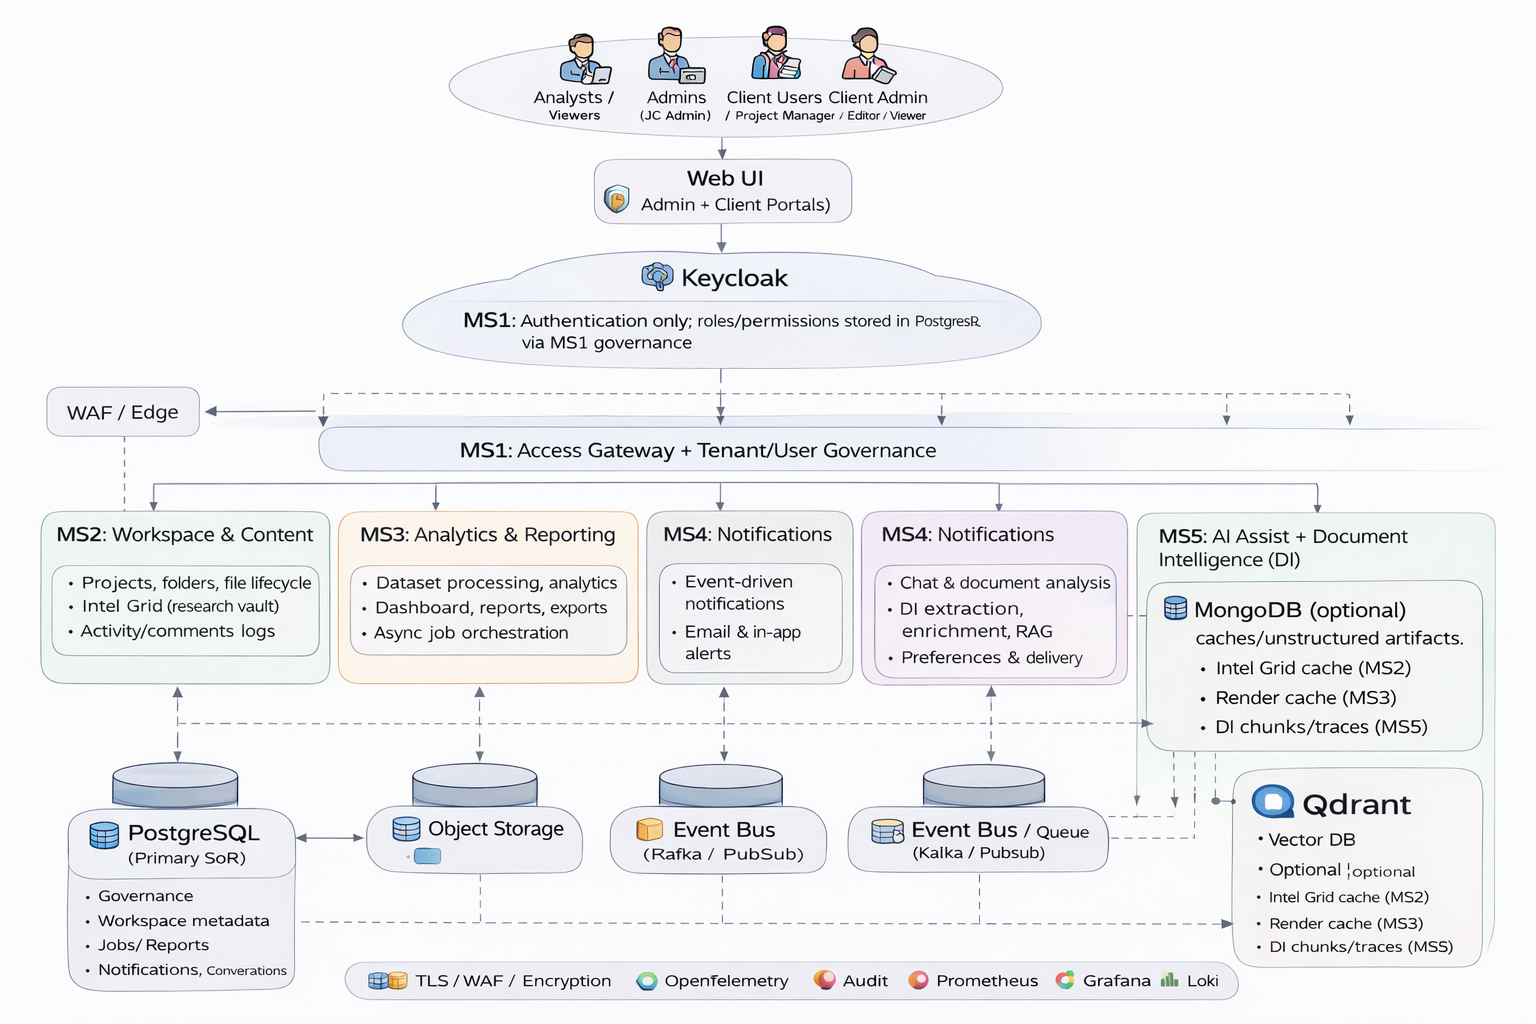 Analysts /
Viewers
Admins
(JC Admin)
Client Users
/ Project Manager
Client Admin
/ Editor / Viewer
Web UI
Admin + Client Portals)
Keycloak
MS1: Authentication only; roles/permissions stored in PostgresR
via MS1 governance
WAF / Edge
MS1: Access Gateway + Tenant/User Governance
MS2: Workspace & Content
• Projects, folders, file lifecycle
• Intel Grid (research vault)
• Activity/comments logs
MS3: Analytics & Reporting
• Dataset processing, analytics
• Dashboard, reports, exports
• Async job orchestration
MS4: Notifications
• Event-driven
notifications
• Email & in-app
alerts
MS4: Notifications
• Chat & document analysis
• DI extraction,
enrichment, RAG
• Preferences & delivery
MS5: AI Assist + Document
Intelligence (DI)
MongoDB (optional)
caches/unstructured artifacts.
• Intel Grid cache (MS2)
• Render cache (MS3)
• DI chunks/traces (MS5)
PostgreSQL
(Primary SoR)
• Governance
• Workspace metadata
• Jobs/ Reports
• Notifications, Converations
Object Storage
Event Bus
(Rafka / PubSub)
Event Bus / Queue
(Kalka / Pubsub)
Qdrant
• Vector DB
• Optional ¦optional
• Intel Grid cache (MS2)
• Render cache (MS3)
• DI chunks/traces (MS5)
TLS / WAF / Encryption
Openfelemetry
Audit
Prometheus
Grafana
Loki